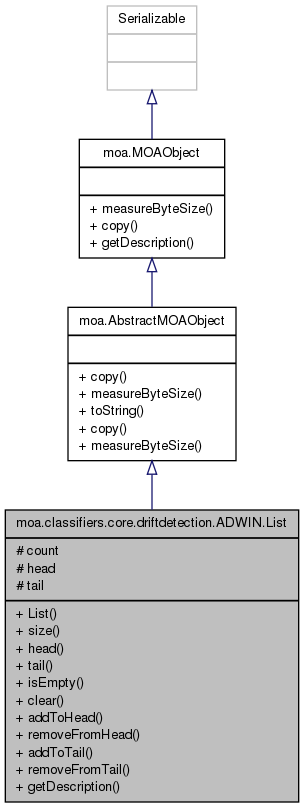 Serializable
moa.MOAObject
+ measureByteSize()
+ copy()
+ getDescription()
moa.AbstractMOAObject
+ copy()
+ measureByteSize()
+ toString()
+ copy()
+ measureByteSize()
moa.classifiers.core.driftdetection.ADWIN.List
# count
# head
# tail
+ List()
+ size()
+ head()
+ tail()
+ isEmpty()
+ clear()
+ addToHead()
+ removeFromHead()
+ addToTail()
+ removeFromTail()
+ getDescription()